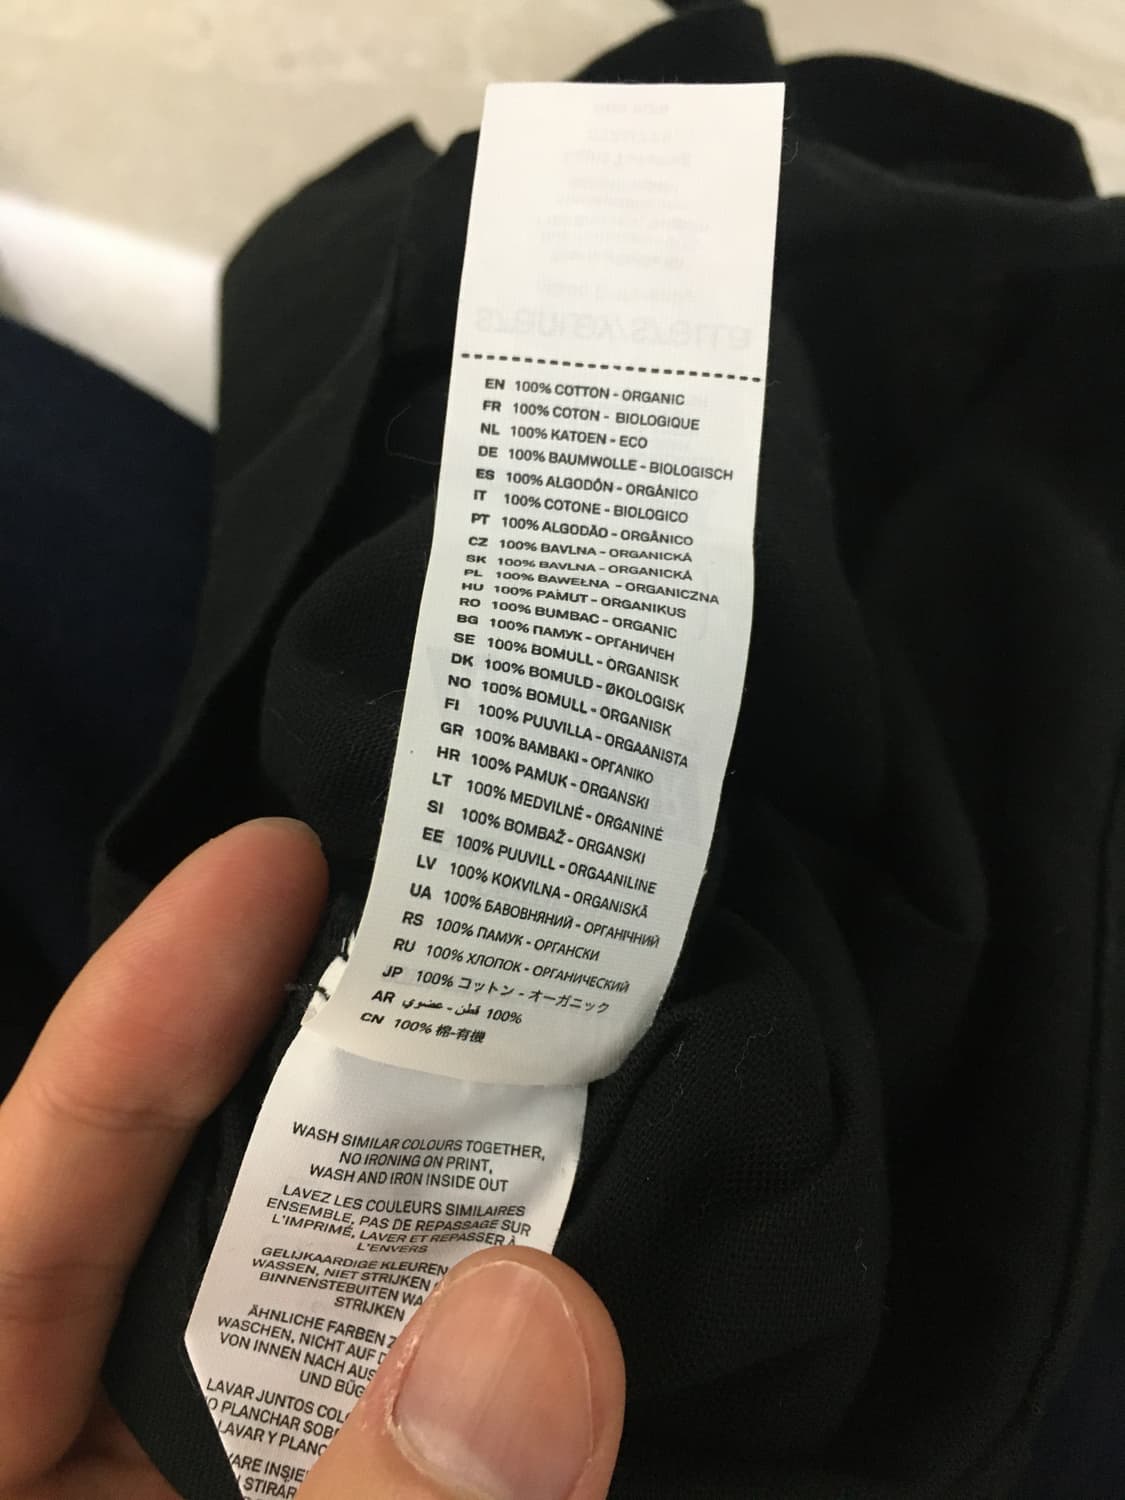 EN 100% COTTON - ORGANIC
FR 100% COTON - BIOLOGIQUE
NL 100% KATOEN - ECO
DE 100% BAUMWOLLE - BIOLOGISCH
ES 100% ALGODÓN - ORGÁNICO
IT 100% COTONE - BIOLOGICO
PT 100% ALGODÃO - ORGÂNICO
CZ 100% BAVLNA - ORGANICKÁ
SK 100% BAVLNA - ORGANICKÁ
PL 100% BAWEŁNA - ORGANICZNA
HU 100% PAMUT - ORGANIKUS
RO 100% BUMBAC - ORGANIC
BG 100% ПАМУК - ОРГАНИЧЕН
SE 100% BOMULL - ORGANISK
DK 100% BOMULD - ØKOLOGISK
NO 100% BOMULL - ORGANISK
FI 100% PUUVILLA - ORGAANISTA
GR 100% ΒΑΜΒΑΚΙ - ΟΡΓΑΝΙΚΟ
HR 100% PAMUK - ORGANSKI
LT 100% MEDVILNĖ - ORGANINĖ
SI 100% BOMBAŽ - ORGANSKI
EE 100% PUUVILL - ORGAANILINE
LV 100% KOKVILNA - ORGANISKĀ
UA 100% БАВОВНЯНИЙ - ОРГАНІЧНИЙ
RS 100% ПАМУК - ОРГАНСКИ
RU 100% ХЛОПОК - ОРГАНИЧЕСКИЙ
JP 100% コットン - オーガニック
AR 100% قطن - عضوي
CN 100% 棉-有機
WASH SIMILAR COLOURS TOGETHER,
NO IRONING ON PRINT,
WASH AND IRON INSIDE OUT
LAVEZ LES COULEURS SIMILAIRES
ENSEMBLE, PAS DE REPASSAGE SUR
L'IMPRIMÉ, LAVER ET REPASSER À
L'ENVERS
GELIJKAARDIGE KLEUREN
WASSEN, NIET STRIJKEN
BINNENSTEBUITEN WA
STRIJKEN
ÄHNLICHE FARBEN Z
WASCHEN, NICHT AUF D
VON INNEN NACH AUS
UND BÜG
LAVAR JUNTOS COL
O PLANCHAR SOB
LAVAR Y PLANC
VARE INSIE
STIRAR